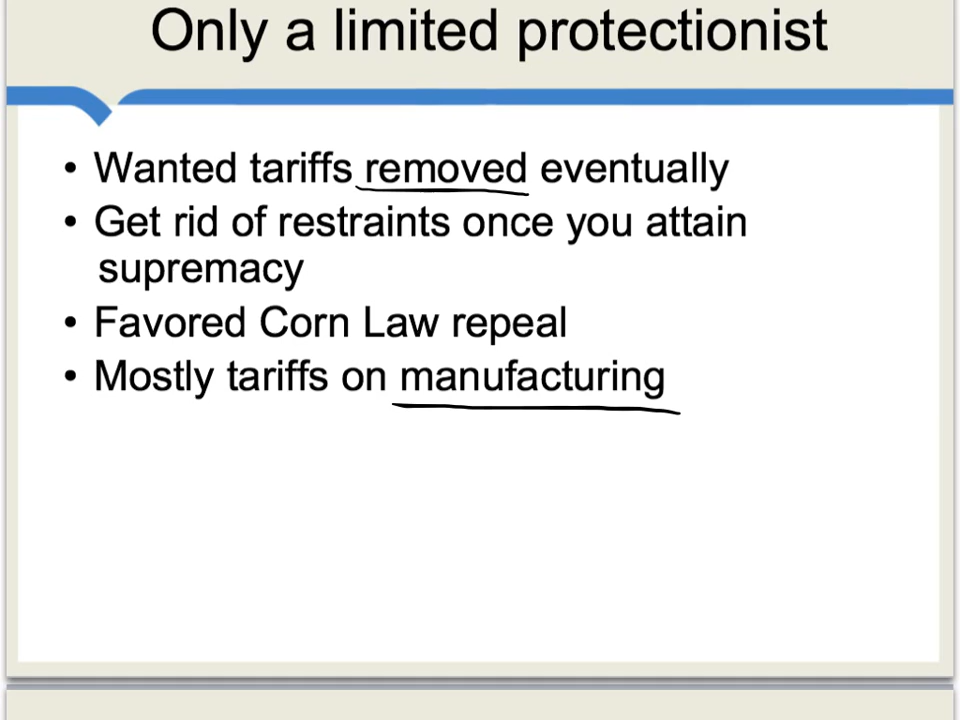 Only a limited protectionist
• Wanted tariffs removed eventually
• Get rid of restraints once you attain
supremacy
• Favored Corn Law repeal
• Mostly tariffs on manufacturing